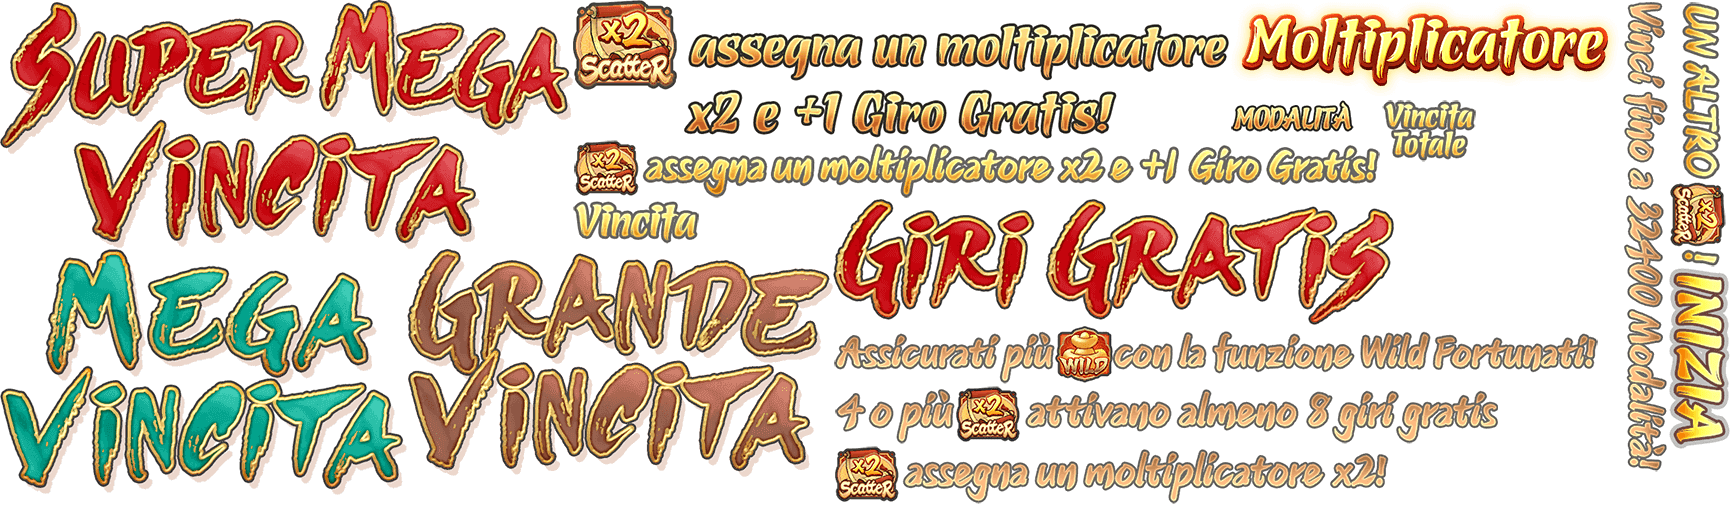 SUPER MEGA
VINCITA
MEGA
VINCITA
GRANDE
VINCITA
x2 Scatter assegna un moltiplicatore
x2 e +1 Giro Gratis!
Moltiplicatore
MODALITÀ
Vincita
Totale
x2 Scatter assegna un moltiplicatore x2 e +1 Giro Gratis!
Vincita
GIRI GRATIS
Assicurati più WILD con la funzione Wild Fortunati!
4 o più x2 Scatter attivano almeno 8 giri gratis
x2 Scatter assegna un moltiplicatore x2!
UN ALTRO x2 Scatter !
INIZIA
Vinci fino a 32400 Modalità!